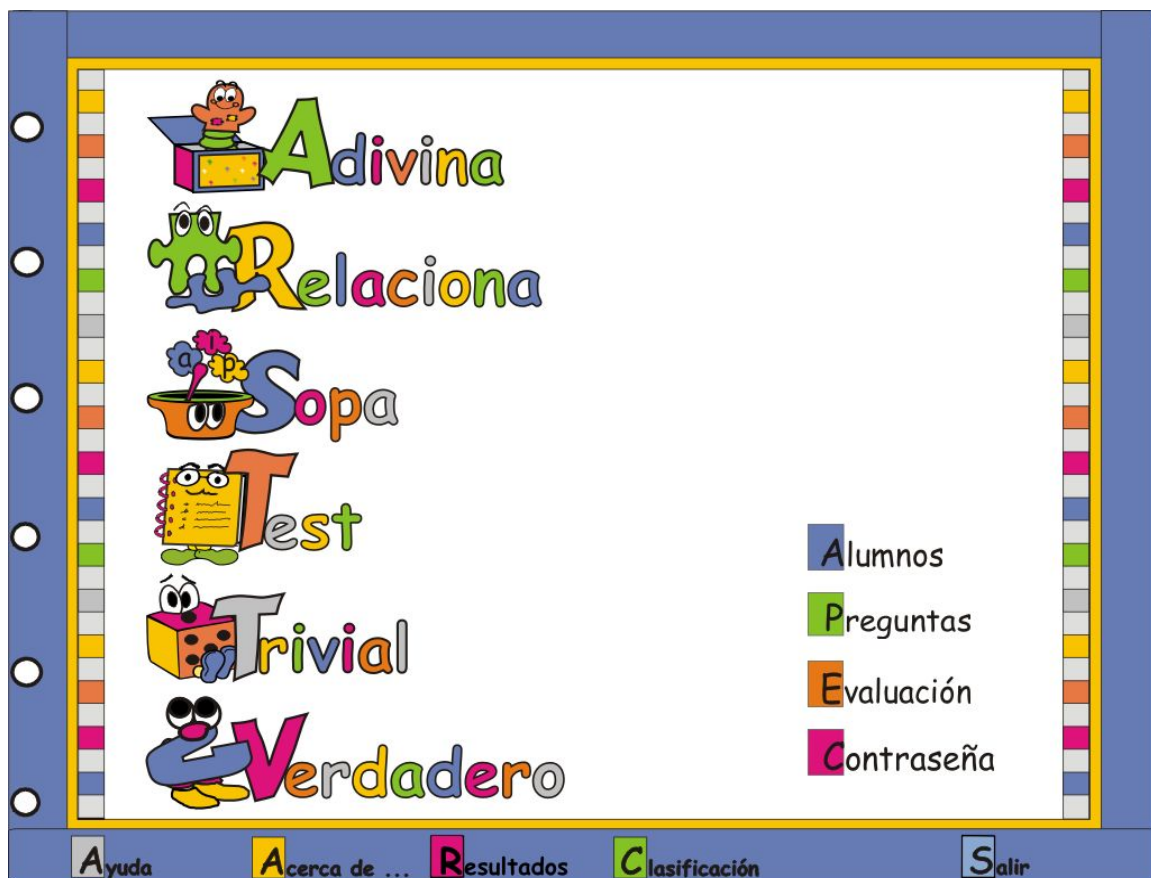 Adivina
Relaciona
a l p
Sopa
Test
Trivial
Verdadero
Alumnos
Preguntas
Evaluación
Contraseña
Ayuda Acerca de ... Resultados Clasificación Salir